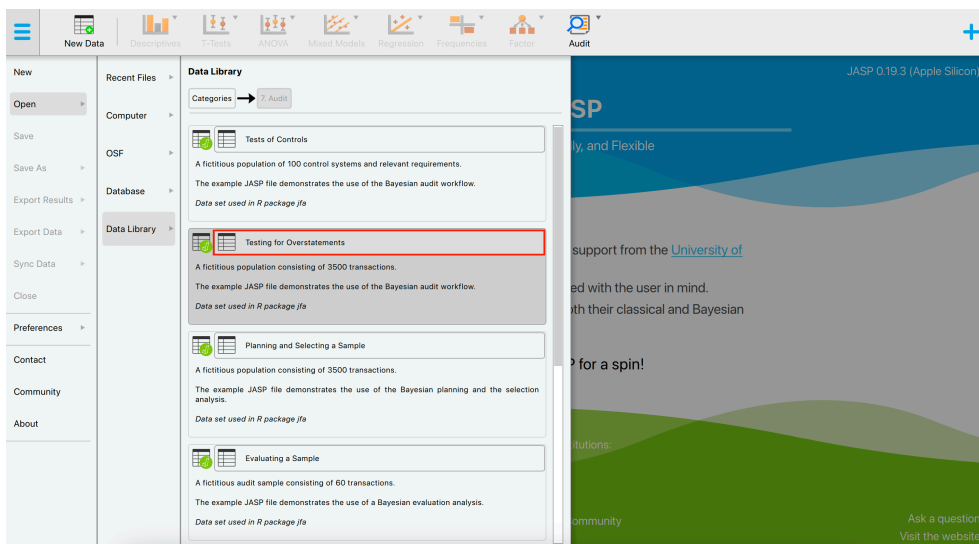 New Data
Descriptives
T-Tests
ANOVA
Mixed Models
Regression
Frequencies
Factor
Audit
New
Open
Save
Save As
Export Results
Export Data
Sync Data
Close
Preferences
Contact
Community
About
Recent Files
Computer
OSF
Database
Data Library
Data Library
Categories
7. Audit
Tests of Controls
A fictitious population of 100 control systems and relevant requirements.
The example JASP file demonstrates the use of the Bayesian audit workflow.
Data set used in R package jfa
Testing for Overstatements
A fictitious population consisting of 3500 transactions.
The example JASP file demonstrates the use of the Bayesian audit workflow.
Data set used in R package jfa
Planning and Selecting a Sample
A fictitious population consisting of 3500 transactions.
The example JASP file demonstrates the use of the Bayesian planning and the selection
analysis.
Data set used in R package jfa
Evaluating a Sample
A fictitious audit sample consisting of 60 transactions.
The example JASP file demonstrates the use of a Bayesian evaluation analysis.
Data set used in R package jfa
JASP 0.19.3 (Apple Silicon)
SP
ly, and Flexible
support from the University of
ed with the user in mind.
oth their classical and Bayesian
for a spin!
titutions:
ommunity
Ask a question
Visit the website